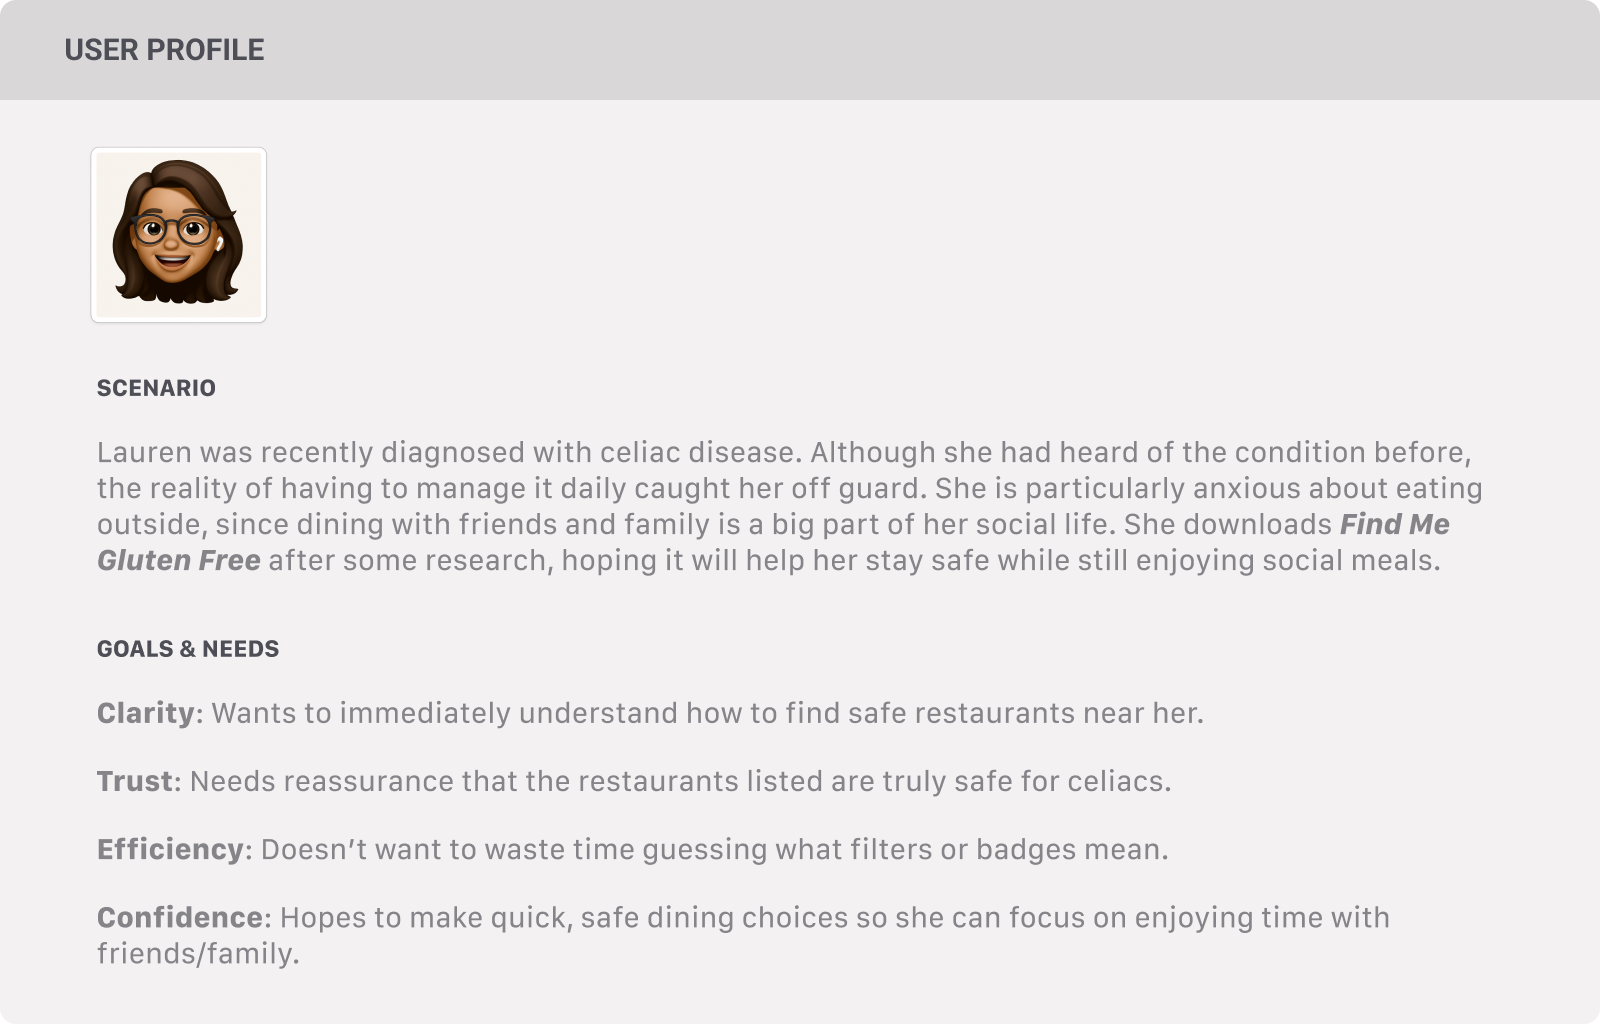 USER PROFILE
SCENARIO
Lauren was recently diagnosed with celiac disease. Although she had heard of the condition before,
the reality of having to manage it daily caught her off guard. She is particularly anxious about eating
outside, since dining with friends and family is a big part of her social life. She downloads Find Me
Gluten Free after some research, hoping it will help her stay safe while still enjoying social meals.
GOALS & NEEDS
Clarity: Wants to immediately understand how to find safe restaurants near her.
Trust: Needs reassurance that the restaurants listed are truly safe for celiacs.
Efficiency: Doesn’t want to waste time guessing what filters or badges mean.
Confidence: Hopes to make quick, safe dining choices so she can focus on enjoying time with
friends/family.